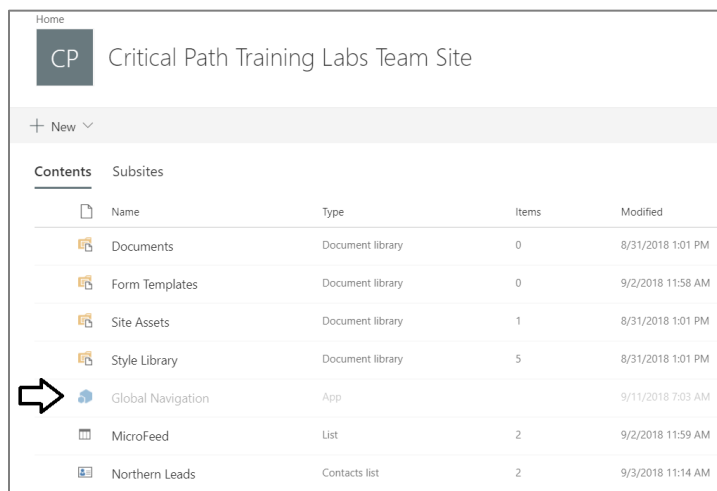 Home
CP Critical Path Training Labs Team Site
+ New
Contents Subsites
Name Type Items Modified
Documents Document library 0 8/31/2018 1:01 PM
Form Templates Document library 0 9/2/2018 11:58 AM
Site Assets Document library 1 8/31/2018 1:01 PM
Style Library Document library 5 8/31/2018 1:01 PM
Global Navigation App 9/11/2018 7:03 AM
MicroFeed List 2 9/2/2018 11:59 AM
Northern Leads Contacts list 2 9/3/2018 11:14 AM